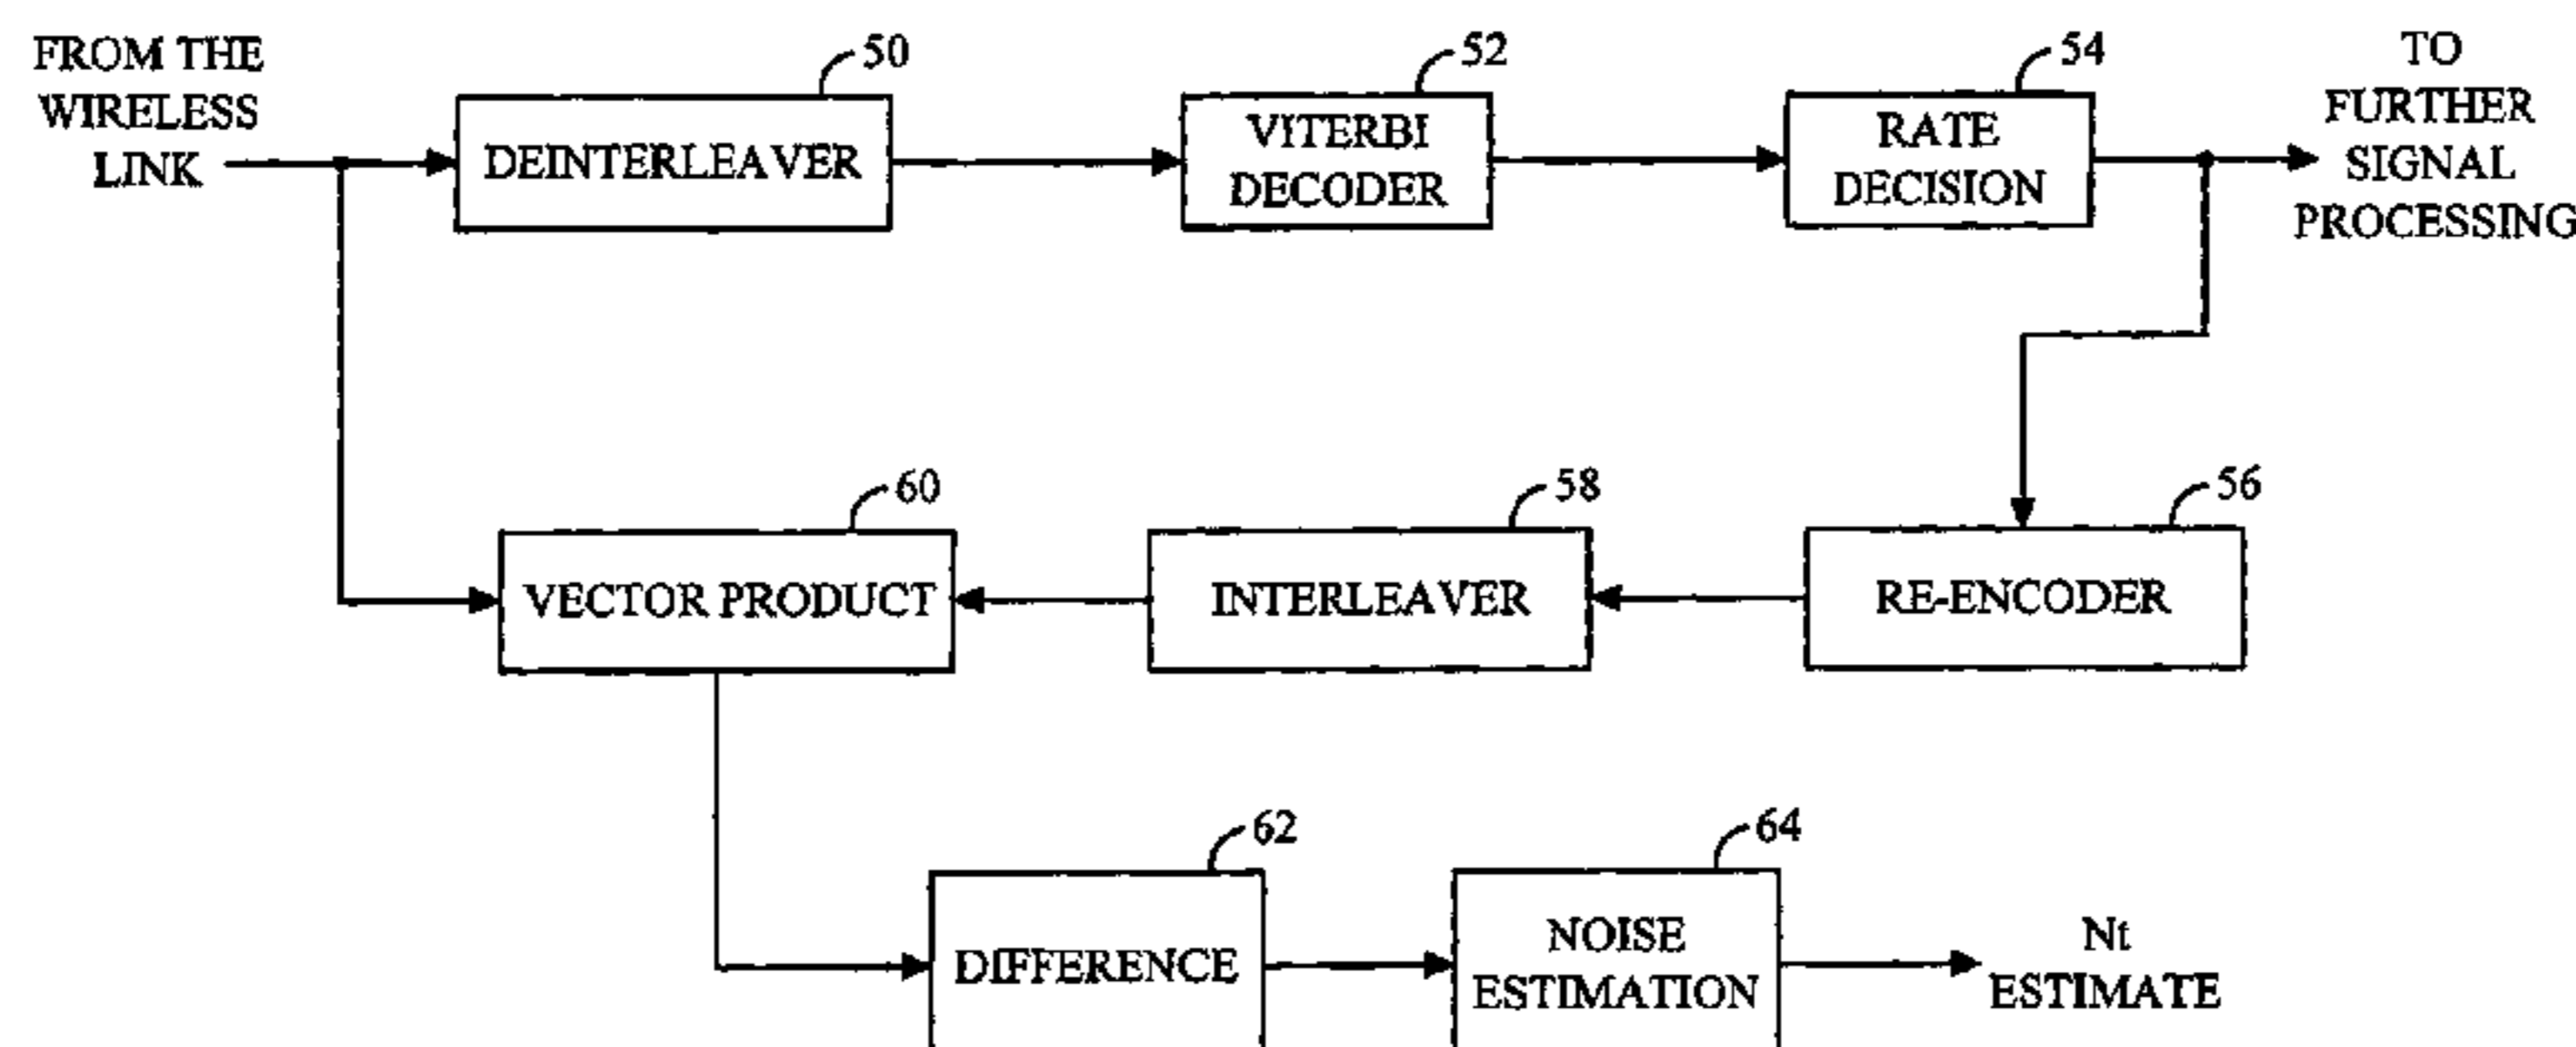 FROM THE
WIRELESS
LINK
50
DEINTERLEAVER
52
VITERBI
DECODER
54
RATE
DECISION
TO
FURTHER
SIGNAL
PROCESSING
60
VECTOR PRODUCT
58
INTERLEAVER
56
RE-ENCODER
62
DIFFERENCE
64
NOISE
ESTIMATION
Nt
ESTIMATE